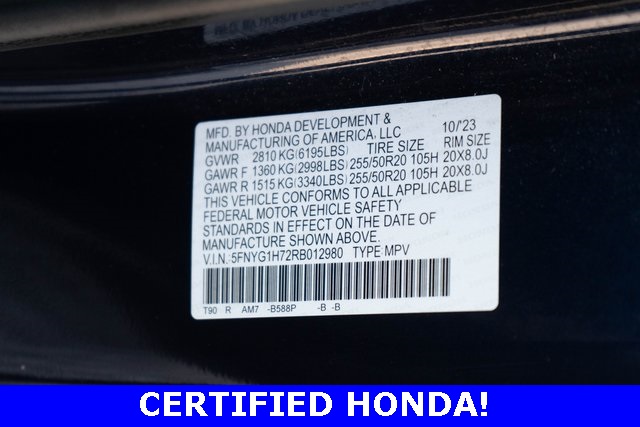 MFD. BY HONDA DEVELOPMENT &
MANUFACTURING OF AMERICA, LLC 10/'23
GVWR 2810 KG(6195LBS) TIRE SIZE RIM SIZE
GAWR F 1360 KG(2998LBS) 255/50R20 105H 20X8.0J
GAWR R 1515 KG(3340LBS) 255/50R20 105H 20X8.0J
THIS VEHICLE CONFORMS TO ALL APPLICABLE
FEDERAL MOTOR VEHICLE SAFETY
STANDARDS IN EFFECT ON THE DATE OF
MANUFACTURE SHOWN ABOVE.
V.I.N.:5FNYG1H72RB012980 TYPE MPV
T90 R AM7 -B588P -B -B
CERTIFIED HONDA!